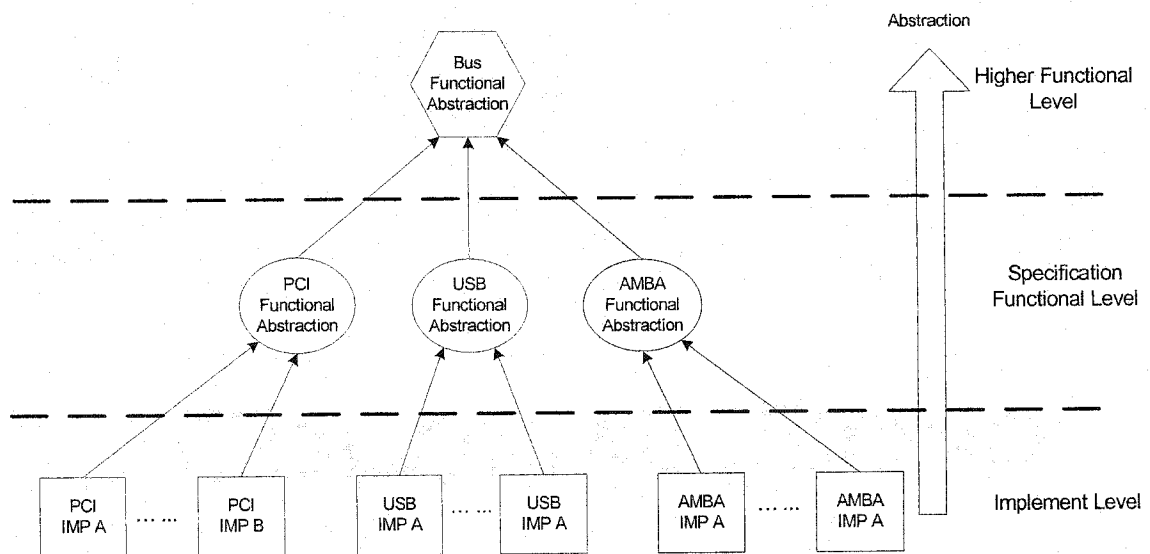 Abstraction
Bus
Functional
Abstraction
Higher Functional
Level
PCI
Functional
Abstraction
USB
Functional
Abstraction
AMBA
Functional
Abstraction
Specification
Functional Level
PCI
IMP A
... ...
PCI
IMP B
USB
IMP A
... ...
USB
IMP A
AMBA
IMP A
... ...
AMBA
IMP A
Implement Level